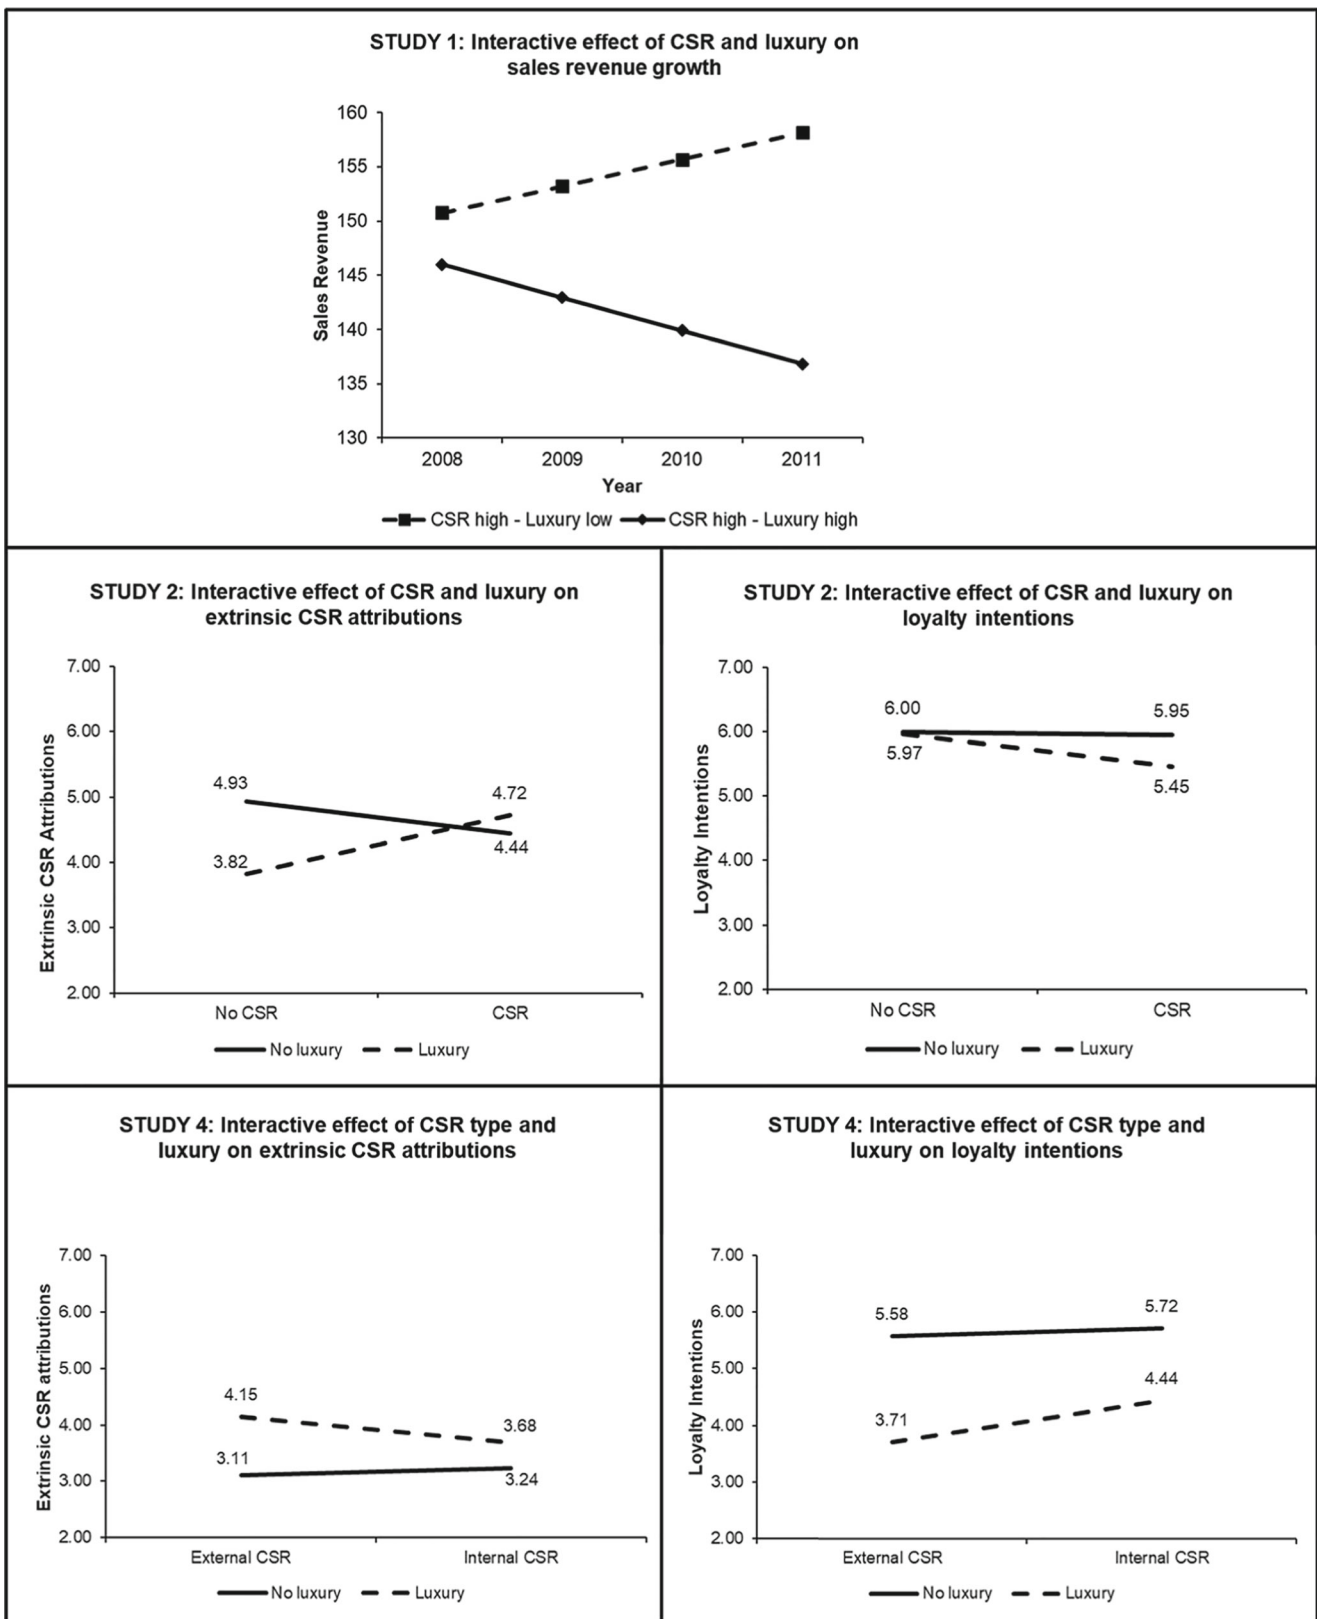 STUDY 1: Interactive effect of CSR and luxury on
sales revenue growth
160
155
150
145
140
135
130
Sales Revenue
2008 2009 2010 2011
Year
CSR high - Luxury low CSR high - Luxury high
STUDY 2: Interactive effect of CSR and luxury on
extrinsic CSR attributions
7.00
6.00
5.00
4.00
3.00
2.00
Extrinsic CSR Attributions
4.93
4.72
3.82
4.44
No CSR CSR
No luxury Luxury
STUDY 2: Interactive effect of CSR and luxury on
loyalty intentions
7.00
6.00
5.00
4.00
3.00
2.00
Loyalty Intentions
6.00
5.95
5.97
5.45
No CSR CSR
No luxury Luxury
STUDY 4: Interactive effect of CSR type and
luxury on extrinsic CSR attributions
7.00
6.00
5.00
4.00
3.00
2.00
Extrinsic CSR attributions
4.15
3.68
3.11
3.24
External CSR Internal CSR
No luxury Luxury
STUDY 4: Interactive effect of CSR type and
luxury on loyalty intentions
7.00
6.00
5.00
4.00
3.00
2.00
Loyalty Intentions
5.58
5.72
4.44
3.71
External CSR Internal CSR
No luxury Luxury